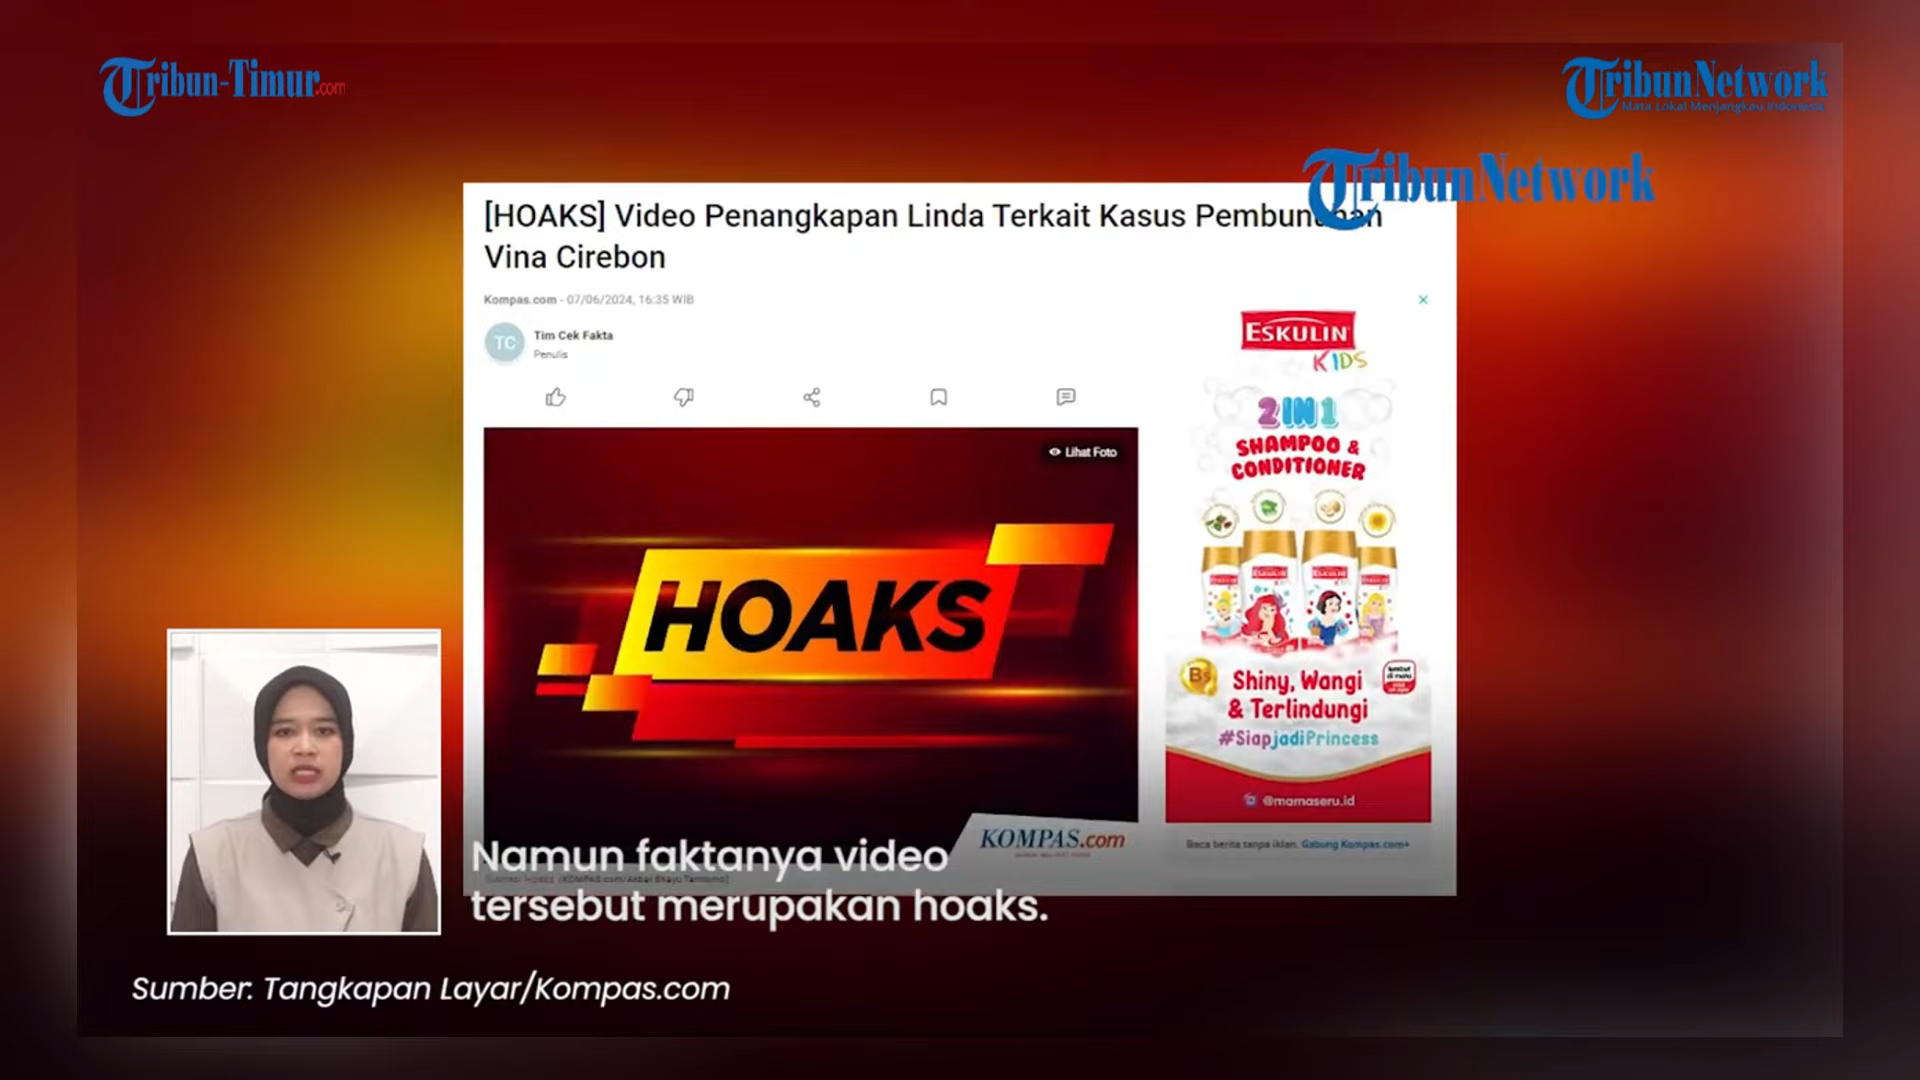 Tribun-Timur.com
TribunNetwork
Mata Lokal Menjangkau Indonesia
TribunNetwork
[HOAKS] Video Penangkapan Linda Terkait Kasus
Vina Cirebon
Kompas.com - 07/06/2024, 16:35 WIB
TC
Tim Cek Fakta
Penulis
Lihat Foto
HOAKS
KOMPAS.com
ESKULIN
KIDS
2IN1
SHAMPOO &
CONDITIONER
Shiny, Wangi
& Terlindungi
#SiapjadiPrincess
@mamaseru.id
Baca berita tanpa iklan. Gabung Kompas.com+
Namun faktanya video
tersebut merupakan hoaks.
Sumber: Tangkapan Layar/Kompas.com